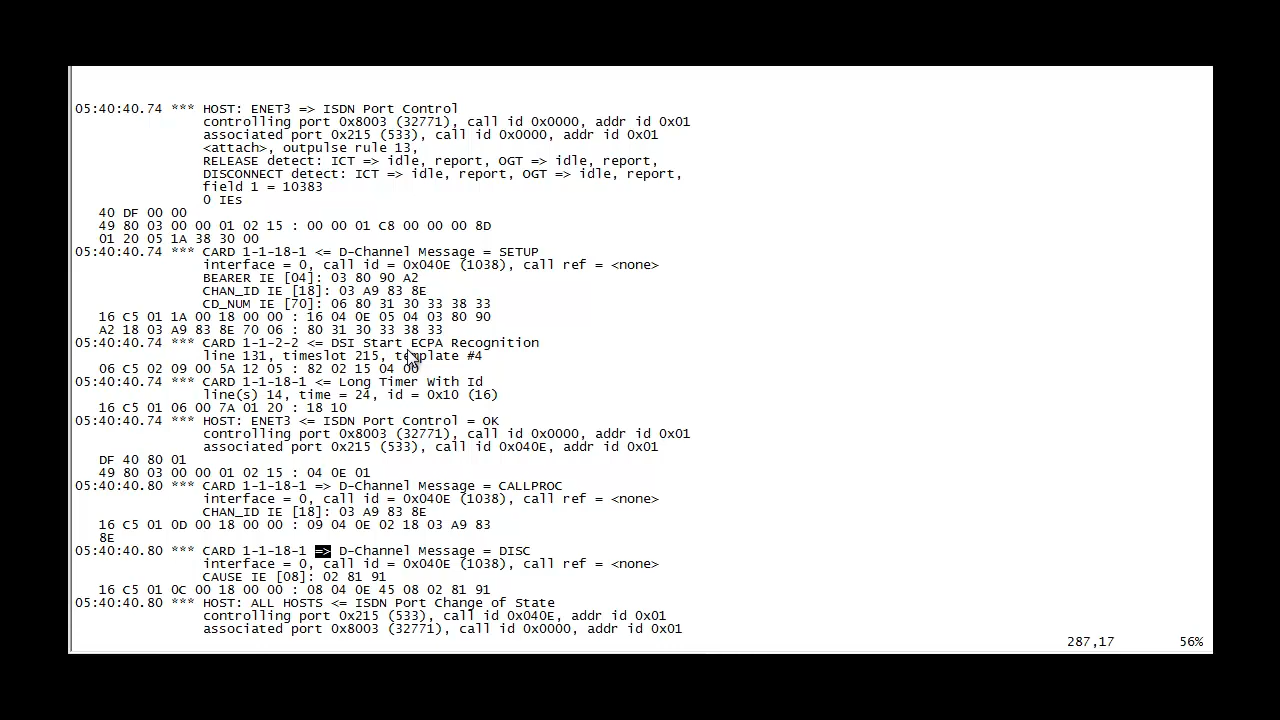 05:40:40.74 *** HOST: ENET3 => ISDN Port Control
controlling port 0x8003 (32771), call id 0x0000, addr id 0x01
associated port 0x215 (533), call id 0x0000, addr id 0x01
<attach>, outpulse rule 13,
RELEASE detect: ICT => idle, report, OGT => idle, report,
DISCONNECT detect: ICT => idle, report, OGT => idle, report,
field 1 = 10383
0 IEs
40 DF 00 00
49 80 03 00 00 01 02 15 : 00 00 01 C8 00 00 00 8D
01 20 05 1A 38 30 00
05:40:40.74 *** CARD 1-1-18-1 <= D-Channel Message = SETUP
interface = 0, call id = 0x040E (1038), call ref = <none>
BEARER IE [04]: 03 80 90 A2
CHAN_ID IE [18]: 03 A9 83 8E
CD_NUM IE [70]: 06 80 31 30 33 38 33
16 C5 01 1A 00 18 00 00 : 16 04 0E 05 04 03 80 90
A2 18 03 A9 83 8E 70 06 : 80 31 30 33 38 33
05:40:40.74 *** CARD 1-1-2-2 <= DSI Start ECPA Recognition
line 131, timeslot 215, template #4
06 C5 02 09 00 5A 12 05 : 82 02 15 04 00
05:40:40.74 *** CARD 1-1-18-1 <= Long Timer With Id
line(s) 14, time = 24, id = 0x10 (16)
16 C5 01 06 00 7A 01 20 : 18 10
05:40:40.74 *** HOST: ENET3 <= ISDN Port Control = OK
controlling port 0x8003 (32771), call id 0x0000, addr id 0x01
associated port 0x215 (533), call id 0x040E, addr id 0x01
DF 40 80 01
49 80 03 00 00 01 02 15 : 04 0E 01
05:40:40.80 *** CARD 1-1-18-1 => D-Channel Message = CALLPROC
interface = 0, call id = 0x040E (1038), call ref = <none>
CHAN_ID IE [18]: 03 A9 83 8E
16 C5 01 0D 00 18 00 00 : 09 04 0E 02 18 03 A9 83
8E
05:40:40.80 *** CARD 1-1-18-1 => D-Channel Message = DISC
interface = 0, call id = 0x040E (1038), call ref = <none>
CAUSE IE [08]: 02 81 91
16 C5 01 0C 00 18 00 00 : 08 04 0E 45 08 02 81 91
05:40:40.80 *** HOST: ALL HOSTS <= ISDN Port Change of State
controlling port 0x215 (533), call id 0x040E, addr id 0x01
associated port 0x8003 (32771), call id 0x0000, addr id 0x01
287,17 56%